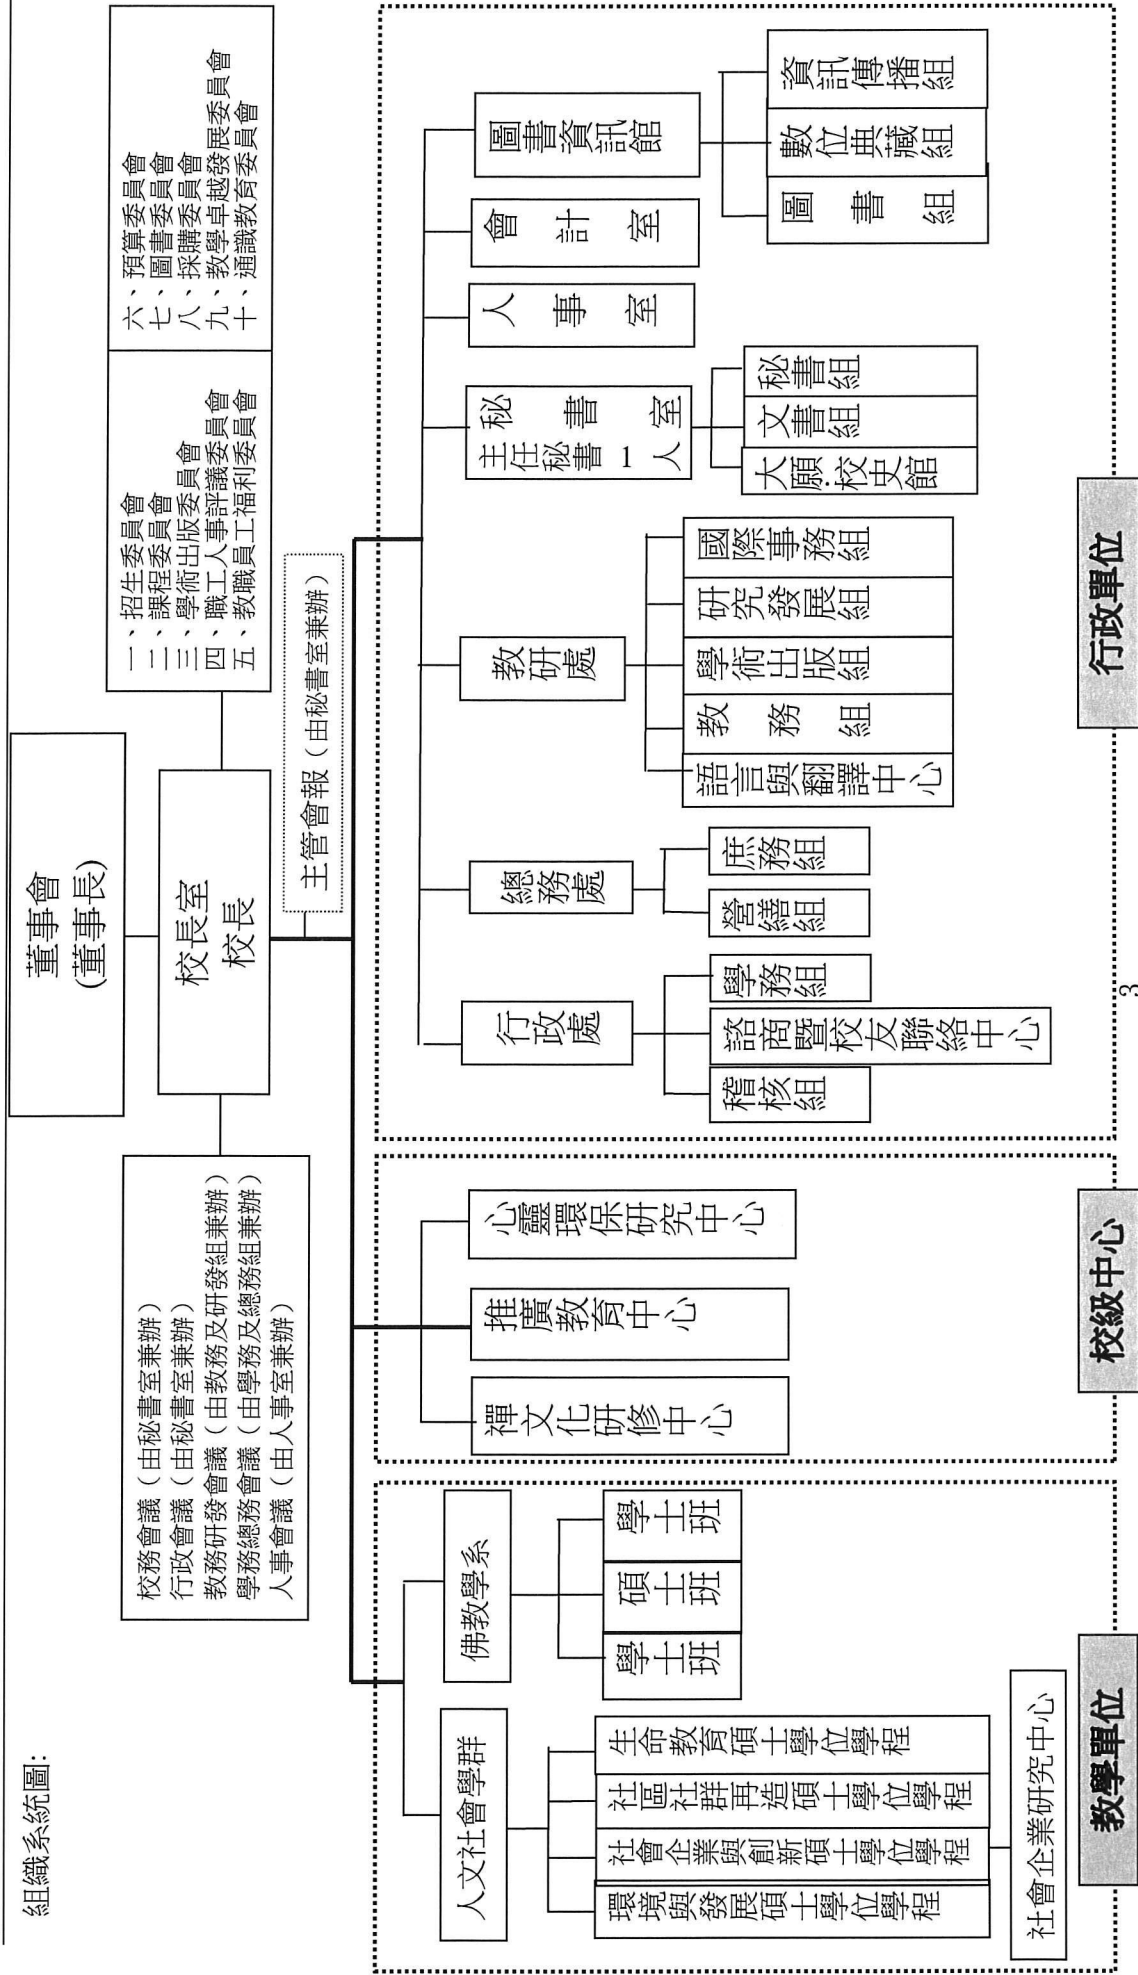 組織系統圖:
董事會
(董事長)
校長室
校長
校務會議（由秘書室兼辦）
行政會議（由秘書室兼辦）
教務研發會議（由教務及研發組兼辦）
學務總務會議（由學務及總務組兼辦）
人事會議（由人事室兼辦）
一、招生委員會
二、課程委員會
三、學術出版委員會
四、職工人事評議委員會
五、教職員工福利委員會
六、預算委員會
七、圖書委員會
八、採購委員會
九、教學卓越發展委員會
十、通識教育委員會
主管會報（由秘書室兼辦）
人文社會學群
環境與發展碩士學位學程
社會企業與創新碩士學位學程
社區社群再造碩士學位學程
生命教育碩士學位學程
社會企業研究中心
佛教學系
學士班
碩士班
學士班
教學單位
禪文化研修中心
推廣教育中心
心靈環保研究中心
校級中心
行政處
稽核組
諮商暨校友聯絡中心
學務組
總務處
營繕組
庶務組
教研處
語言與翻譯中心
教務組
學術出版組
研究發展組
國際事務組
秘書室
主任秘書1人
大願.校史館
文書組
秘書組
人事室
會計室
圖書資訊館
圖書組
數位典藏組
資訊傳播組
行政單位
3